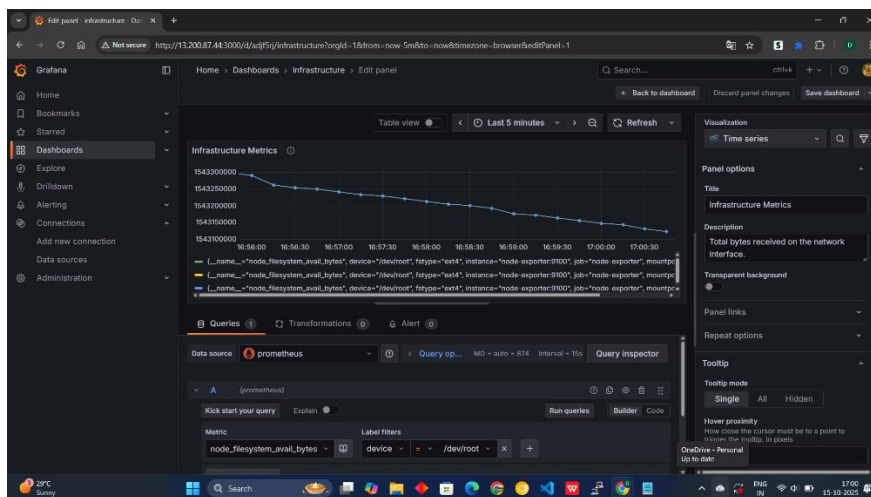 Edit panel - infrastructure - Das
Not secure http://13.200.87.44:3000/d/adjf5rj/infrastructure?orgId=1&from=now-5m&to=now&timezone=browser&editPanel=1
Grafana
Home > Dashboards > infrastructure > Edit panel
Search...
ctrl+k
Back to dashboard
Discard panel changes
Save dashboard
Home
Bookmarks
Starred
Dashboards
Explore
Drilldown
Alerting
Connections
Add new connection
Data sources
Administration
Table view
Last 5 minutes
Refresh
Infrastructure Metrics
1543300000
1543250000
1543200000
1543150000
1543100000
16:56:00 16:56:30 16:57:00 16:57:30 16:58:00 16:58:30 16:59:00 16:59:30 17:00:00 17:00:30
{__name__="node_filesystem_avail_bytes", device="/dev/root", fstype="ext4", instance="node-exporter:9100", job="node-exporter", mountpo
{__name__="node_filesystem_avail_bytes", device="/dev/root", fstype="ext4", instance="node-exporter:9100", job="node-exporter", mountpo
{__name__="node_filesystem_avail_bytes", device="/dev/root", fstype="ext4", instance="node-exporter:9100", job="node-exporter", mountpo
Queries 1
Transformations 0
Alert 0
Data source
prometheus
Query op...
MD = auto = 874
Interval = 15s
Query inspector
A (prometheus)
Kick start your query
Explain
Run queries
Builder
Code
Metric
Label filters
node_filesystem_avail_bytes
device = /dev/root
Visualization
Time series
Panel options
Title
Infrastructure Metrics
Description
Total bytes received on the network
interface.
Transparent background
Panel links
Repeat options
Tooltip
Tooltip mode
Single
All
Hidden
Hover proximity
How close the cursor must be to a point to
trigger the tooltip, in pixels
OneDrive - Personal
Up to date
29°C
Sunny
Search
ENG
IN
17:00
15-10-2025